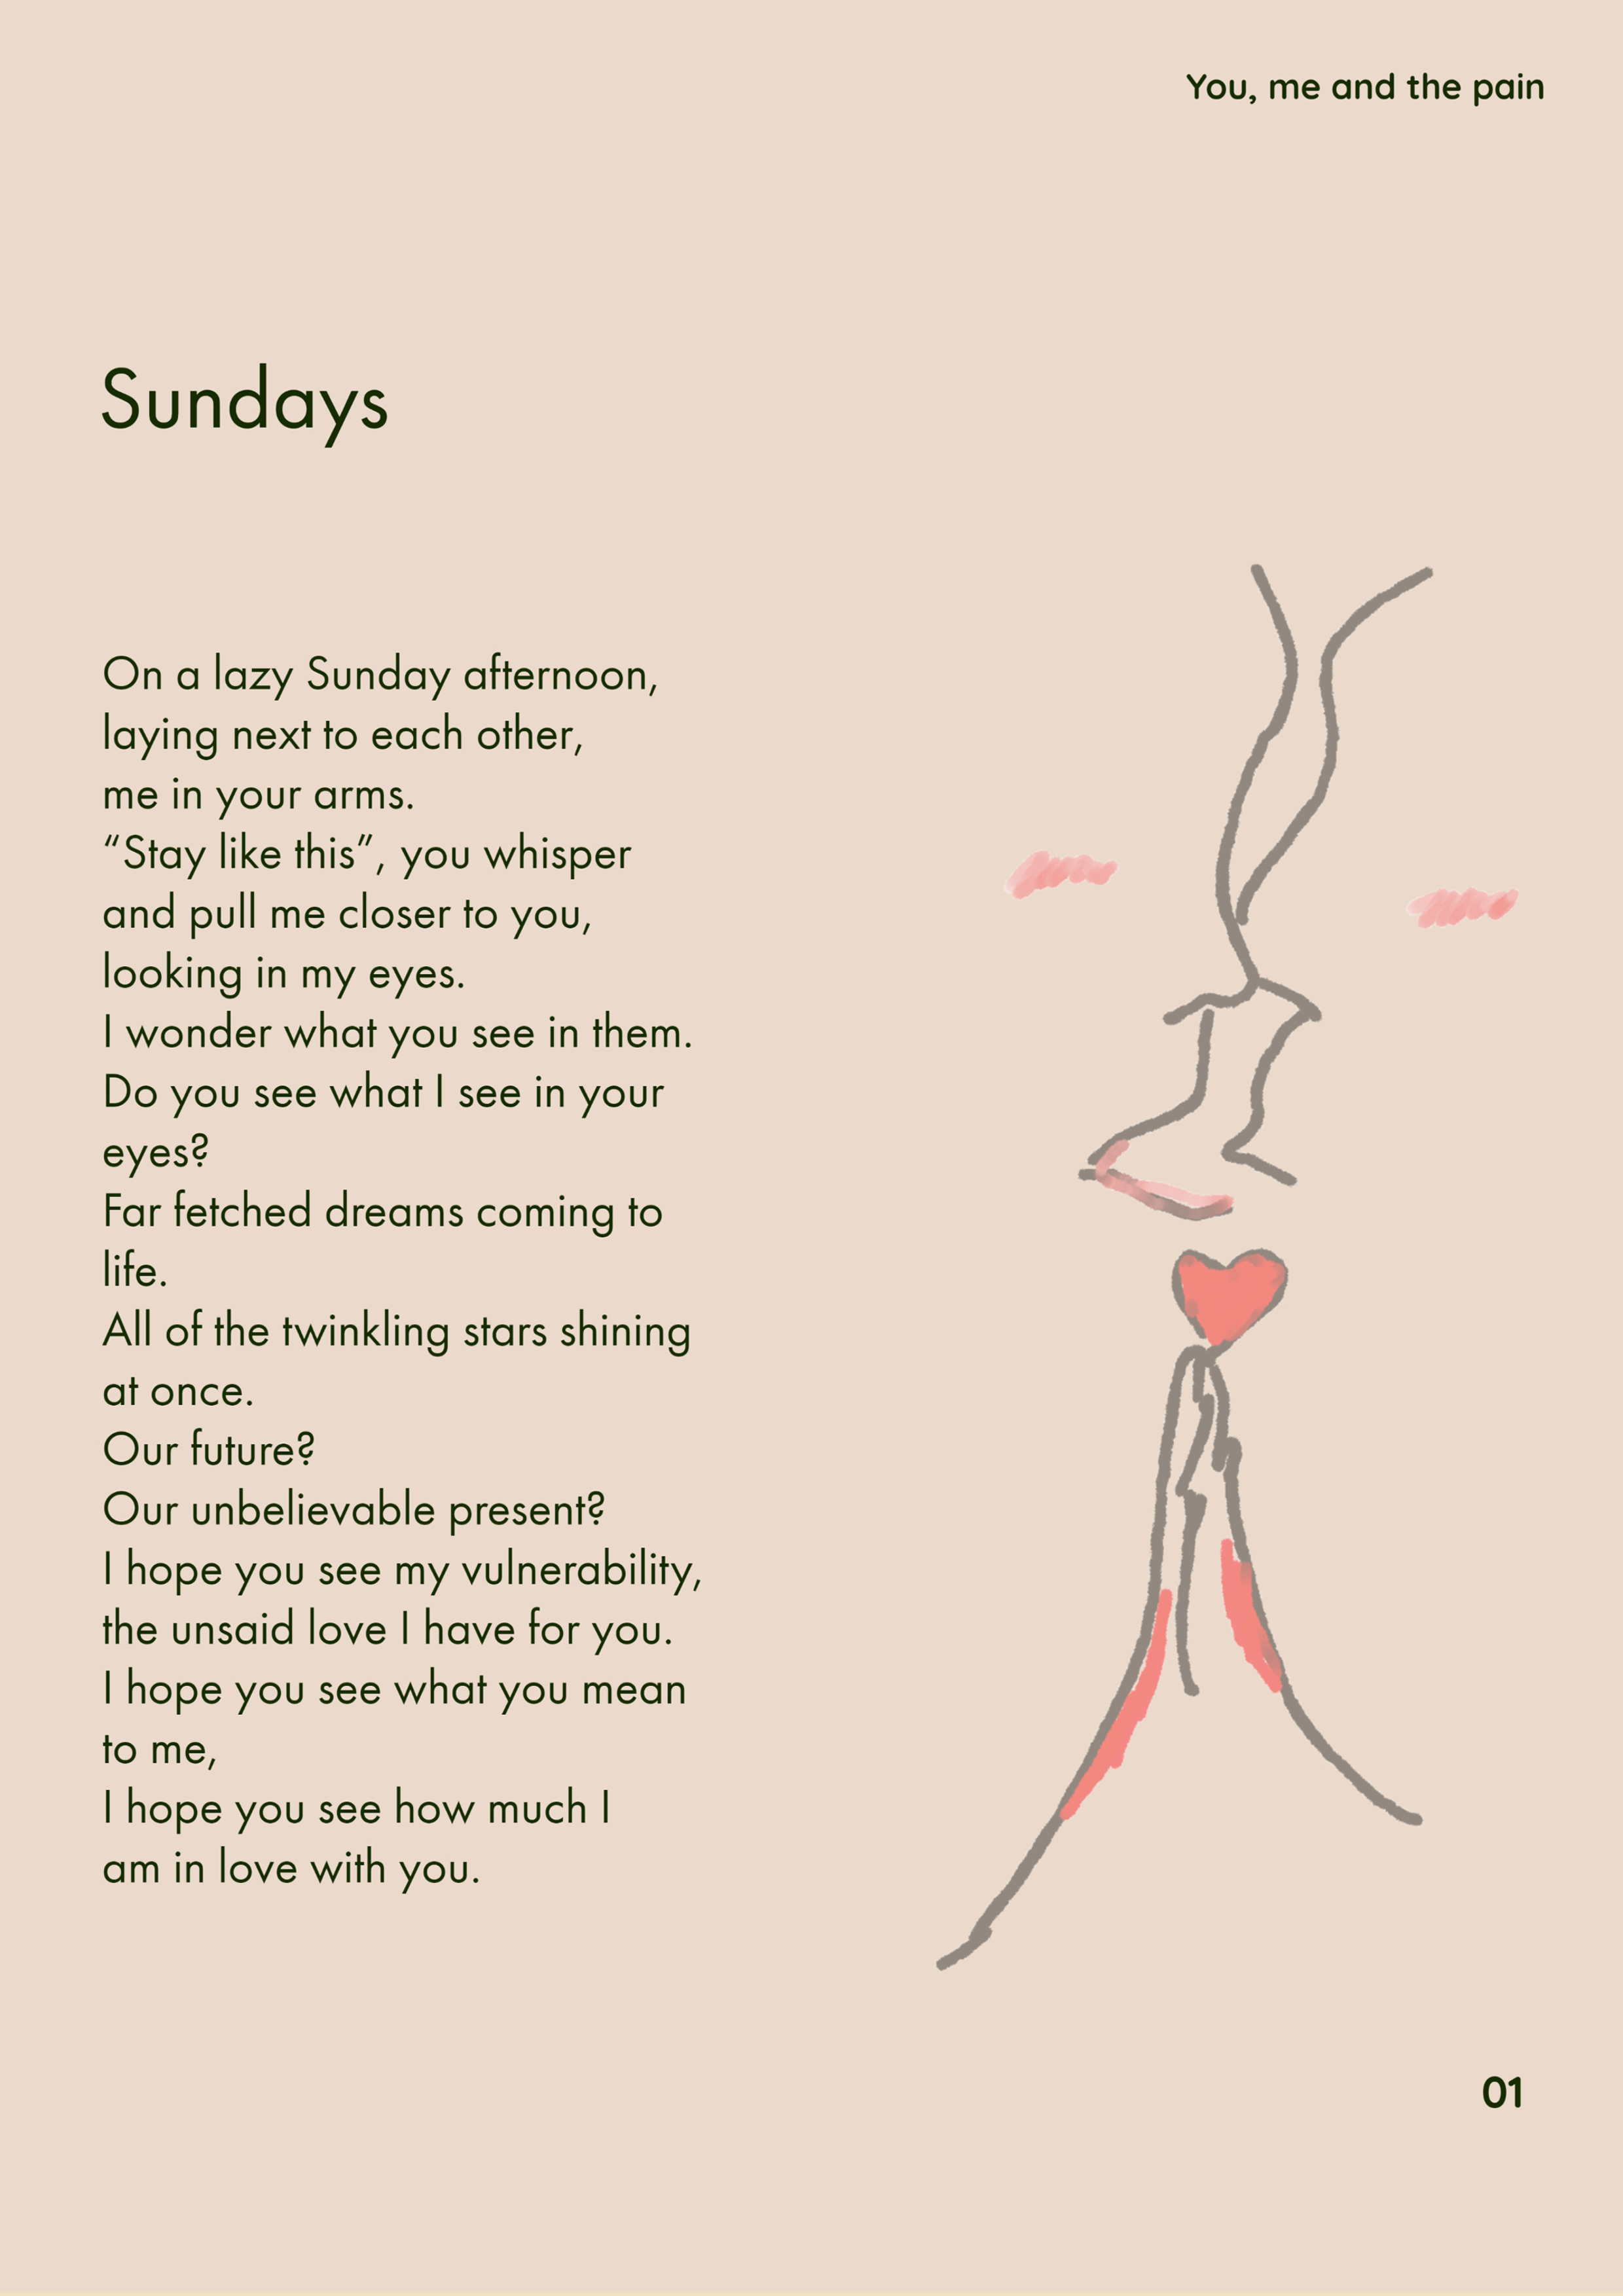 You, me and the pain
Sundays
On a lazy Sunday afternoon,
laying next to each other,
me in your arms.
“Stay like this”, you whisper
and pull me closer to you,
looking in my eyes.
I wonder what you see in them.
Do you see what I see in your
eyes?
Far fetched dreams coming to
life.
All of the twinkling stars shining
at once.
Our future?
Our unbelievable present?
I hope you see my vulnerability,
the unsaid love I have for you.
I hope you see what you mean
to me,
I hope you see how much I
am in love with you.
01